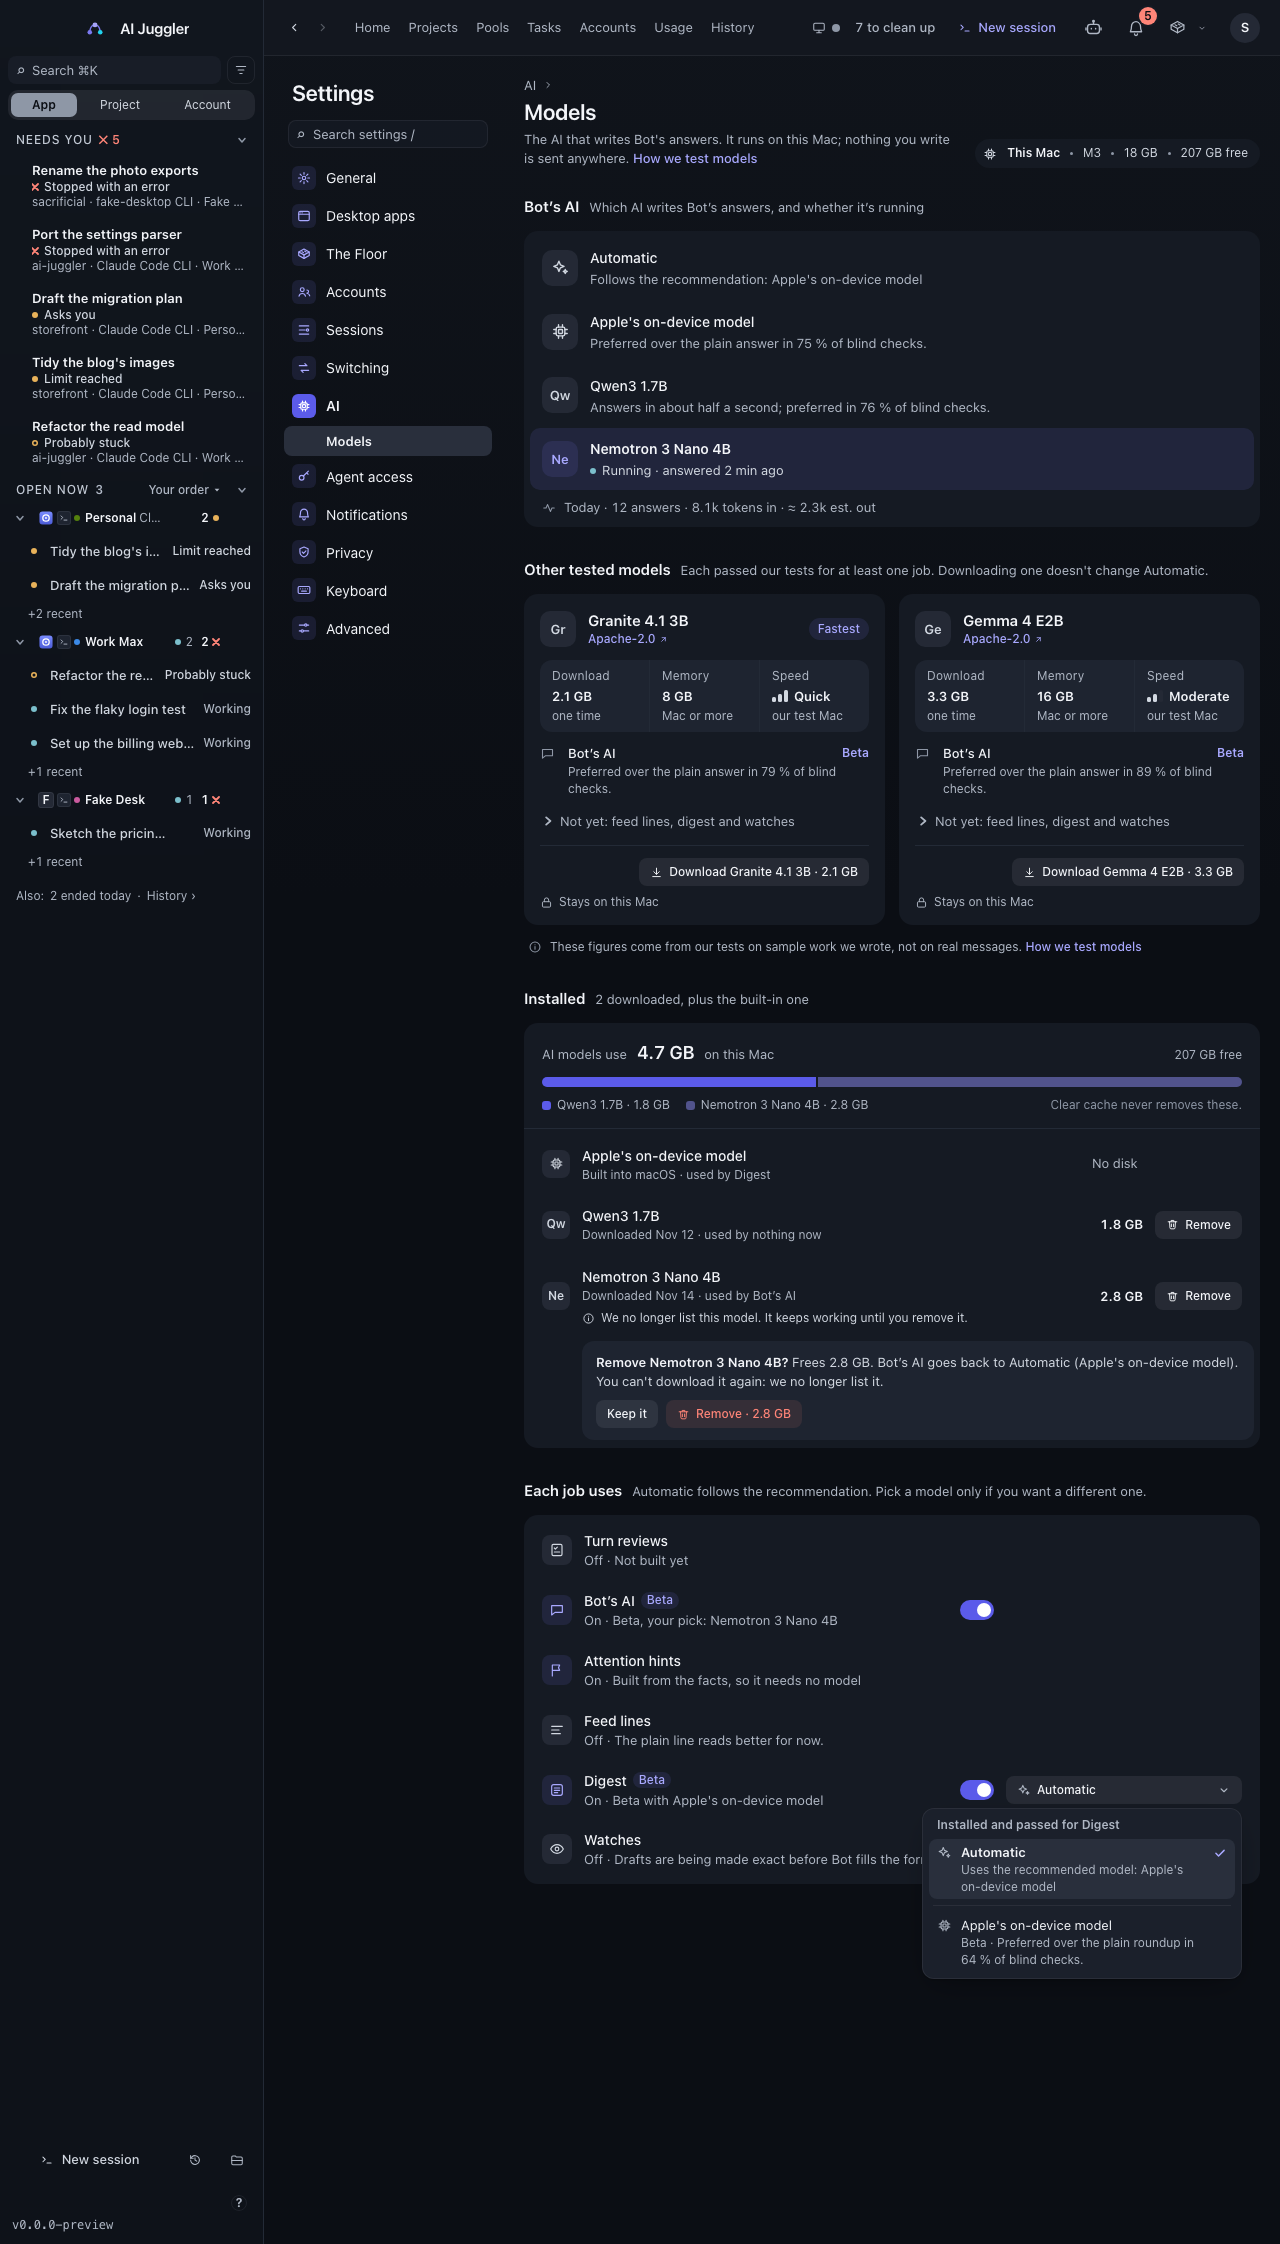 AI Juggler
Search ⌘K
App Project Account
NEEDS YOU 5
Rename the photo exports
Stopped with an error
sacrificial · fake-desktop CLI · Fake ...
Port the settings parser
Stopped with an error
ai-juggler · Claude Code CLI · Work ...
Draft the migration plan
Asks you
storefront · Claude Code CLI · Perso...
Tidy the blog's images
Limit reached
storefront · Claude Code CLI · Perso...
Refactor the read model
Probably stuck
ai-juggler · Claude Code CLI · Work ...
OPEN NOW 3 Your order
Personal Cl... 2
Tidy the blog's i... Limit reached
Draft the migration p... Asks you
+2 recent
Work Max 2 2
Refactor the re... Probably stuck
Fix the flaky login test Working
Set up the billing web... Working
+1 recent
F Fake Desk 1 1
Sketch the pricin... Working
+1 recent
Also: 2 ended today · History ›
New session
?
v0.0.0-preview
Home Projects Pools Tasks Accounts Usage History 7 to clean up New session 5 S
Settings
Search settings /
General
Desktop apps
The Floor
Accounts
Sessions
Switching
AI
Models
Agent access
Notifications
Privacy
Keyboard
Advanced
AI ›
Models
The AI that writes Bot's answers. It runs on this Mac; nothing you write
is sent anywhere. How we test models
This Mac • M3 • 18 GB • 207 GB free
Bot's AI Which AI writes Bot's answers, and whether it's running
Automatic
Follows the recommendation: Apple's on-device model
Apple's on-device model
Preferred over the plain answer in 75 % of blind checks.
Qw Qwen3 1.7B
Answers in about half a second; preferred in 76 % of blind checks.
Ne Nemotron 3 Nano 4B
Running · answered 2 min ago
Today · 12 answers · 8.1k tokens in · ≈ 2.3k est. out
Other tested models Each passed our tests for at least one job. Downloading one doesn't change Automatic.
Gr Granite 4.1 3B
Apache-2.0 ↗
Fastest
Download Memory Speed
2.1 GB 8 GB Quick
one time Mac or more our test Mac
Bot's AI Beta
Preferred over the plain answer in 79 % of blind
checks.
Not yet: feed lines, digest and watches
Download Granite 4.1 3B · 2.1 GB
Stays on this Mac
Ge Gemma 4 E2B
Apache-2.0 ↗
Download Memory Speed
3.3 GB 16 GB Moderate
one time Mac or more our test Mac
Bot's AI Beta
Preferred over the plain answer in 89 % of blind
checks.
Not yet: feed lines, digest and watches
Download Gemma 4 E2B · 3.3 GB
Stays on this Mac
These figures come from our tests on sample work we wrote, not on real messages. How we test models
Installed 2 downloaded, plus the built-in one
AI models use 4.7 GB on this Mac 207 GB free
Qwen3 1.7B · 1.8 GB Nemotron 3 Nano 4B · 2.8 GB Clear cache never removes these.
Apple's on-device model
Built into macOS · used by Digest
No disk
Qw Qwen3 1.7B
Downloaded Nov 12 · used by nothing now
1.8 GB Remove
Ne Nemotron 3 Nano 4B
Downloaded Nov 14 · used by Bot's AI
2.8 GB Remove
We no longer list this model. It keeps working until you remove it.
Remove Nemotron 3 Nano 4B? Frees 2.8 GB. Bot's AI goes back to Automatic (Apple's on-device model).
You can't download it again: we no longer list it.
Keep it Remove · 2.8 GB
Each job uses Automatic follows the recommendation. Pick a model only if you want a different one.
Turn reviews
Off · Not built yet
Bot's AI Beta
On · Beta, your pick: Nemotron 3 Nano 4B
Attention hints
On · Built from the facts, so it needs no model
Feed lines
Off · The plain line reads better for now.
Digest Beta
On · Beta with Apple's on-device model
Automatic
Watches
Off · Drafts are being made exact before Bot fills the for
Installed and passed for Digest
Automatic
Uses the recommended model: Apple's
on-device model
Apple's on-device model
Beta · Preferred over the plain roundup in
64 % of blind checks.